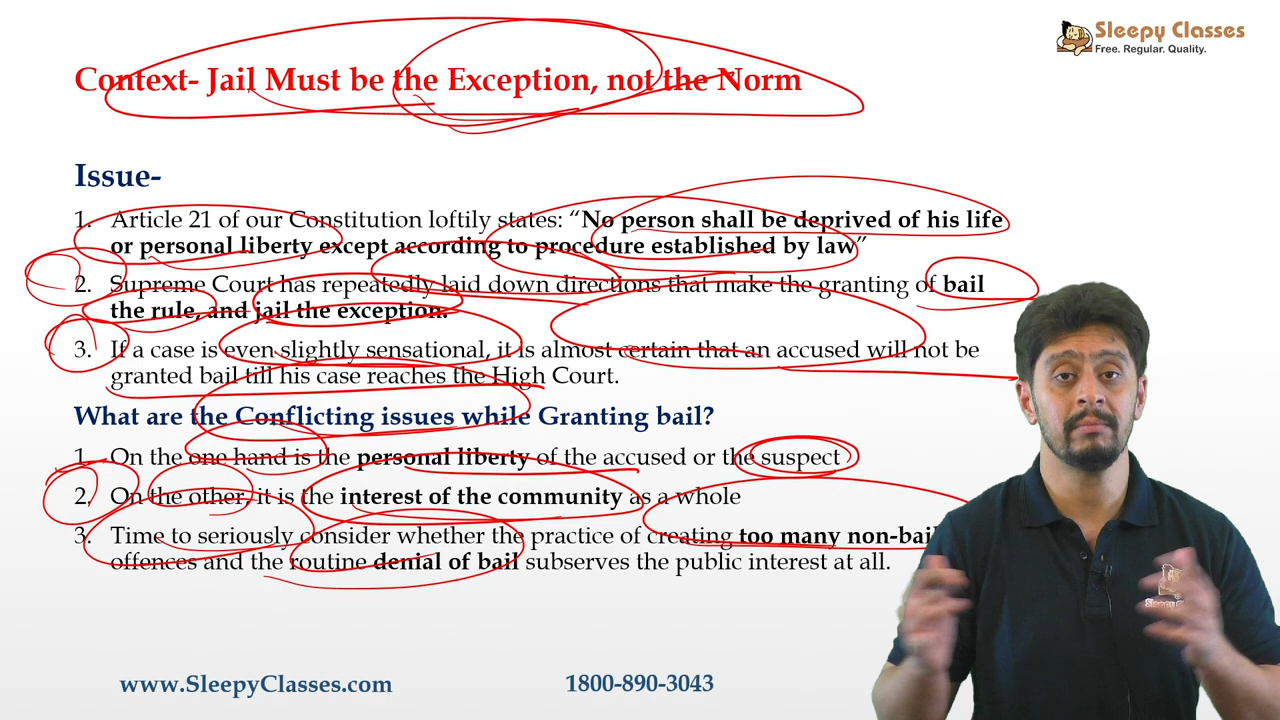 Sleepy Classes
Free. Regular. Quality.
Context- Jail Must be the Exception, not the Norm
Issue-
1. Article 21 of our Constitution loftily states: “No person shall be deprived of his life
or personal liberty except according to procedure established by law”
2. Supreme Court has repeatedly laid down directions that make the granting of bail
the rule, and jail the exception.
3. If a case is even slightly sensational, it is almost certain that an accused will not be
granted bail till his case reaches the High Court.
What are the Conflicting issues while Granting bail?
1. On the one hand is the personal liberty of the accused or the suspect
2. On the other, it is the interest of the community as a whole
3. Time to seriously consider whether the practice of creating too many
offences and the routine denial of bail subserves the public interest at all.
www.SleepyClasses.com
1800-890-3043